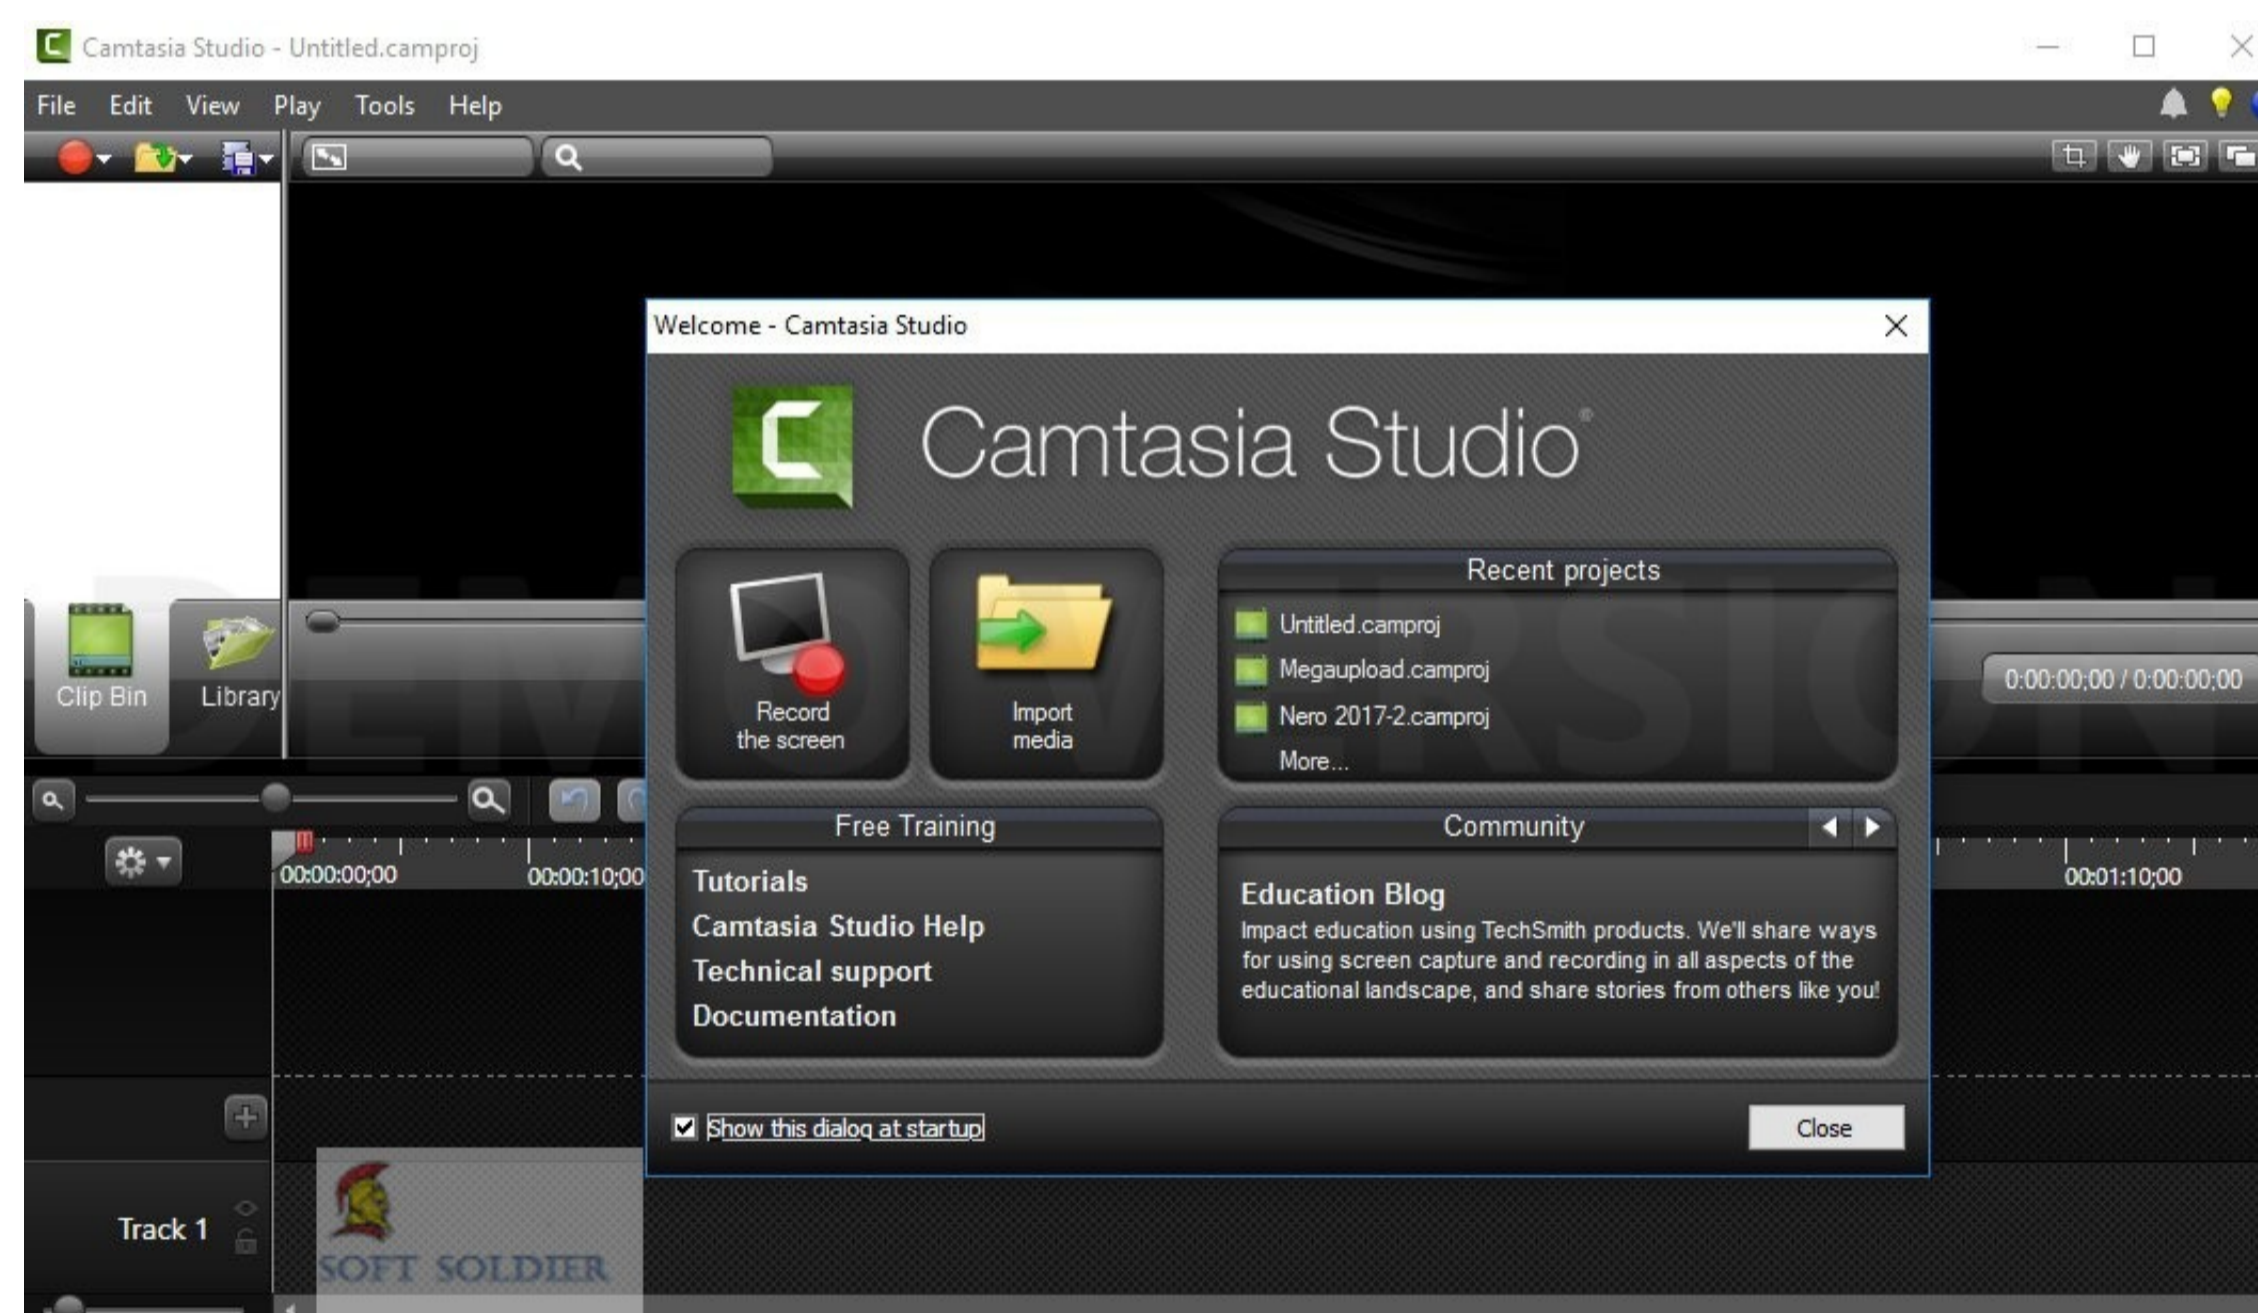 Camtasia Studio - Untitled.camproj
File Edit View Play Tools Help
Welcome - Camtasia Studio
Camtasia Studio®
Record
the screen
Import
media
Recent projects
Untitled.camproj
Megaupload.camproj
Nero 2017-2.camproj
More...
Free Training
Tutorials
Camtasia Studio Help
Technical support
Documentation
Community
Education Blog
Impact education using TechSmith products. We'll share ways
for using screen capture and recording in all aspects of the
educational landscape, and share stories from others like you!
Show this dialog at startup
Close
Clip Bin
Library
0:00:00;00 / 0:00:00;00
DEMO VERSION
00:00:00;00
00:00:10;00
00:01:10;00
Track 1
SOFT SOLDIER